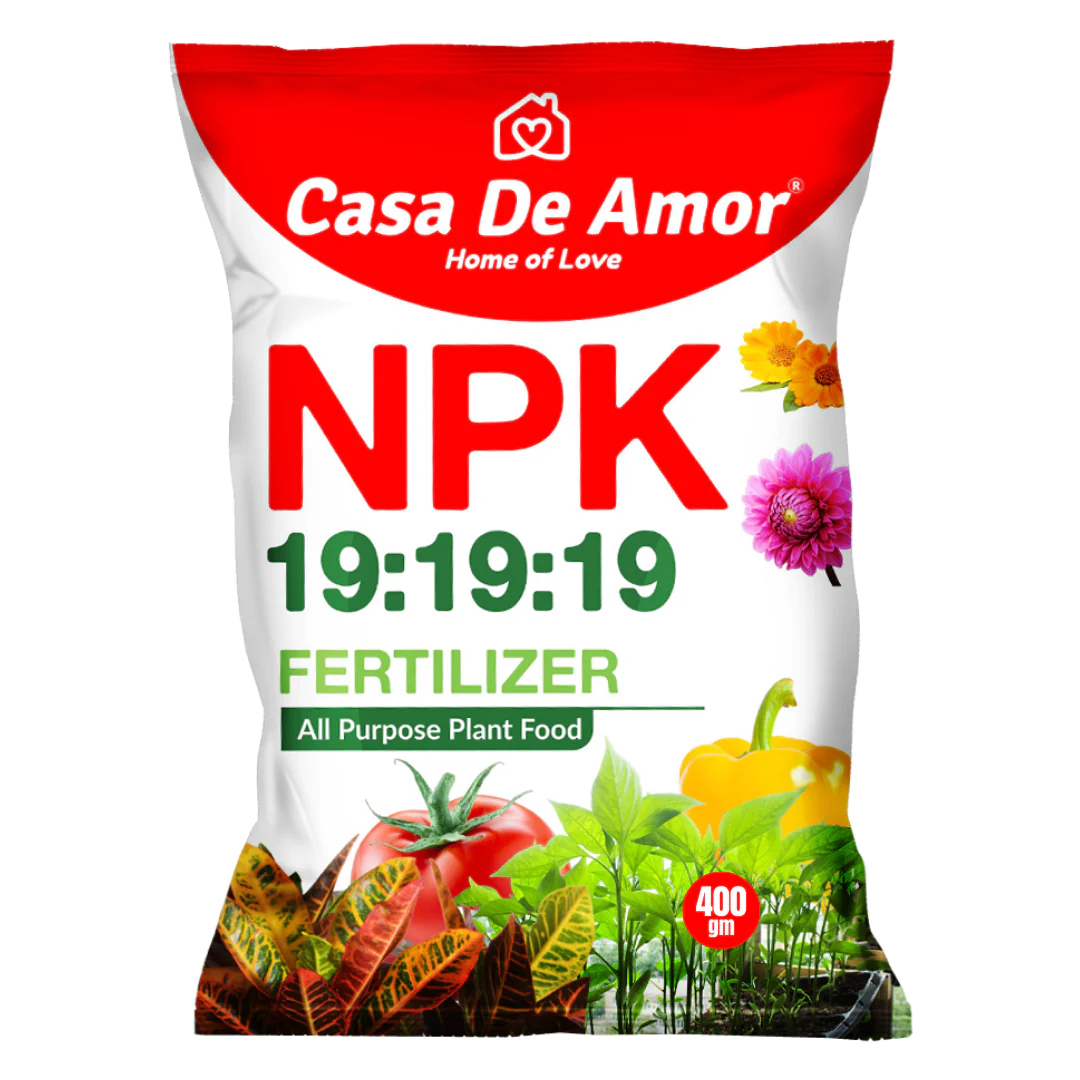 Casa De Amor®
Home of Love
NPK
19:19:19
FERTILIZER
All Purpose Plant Food
400
gm